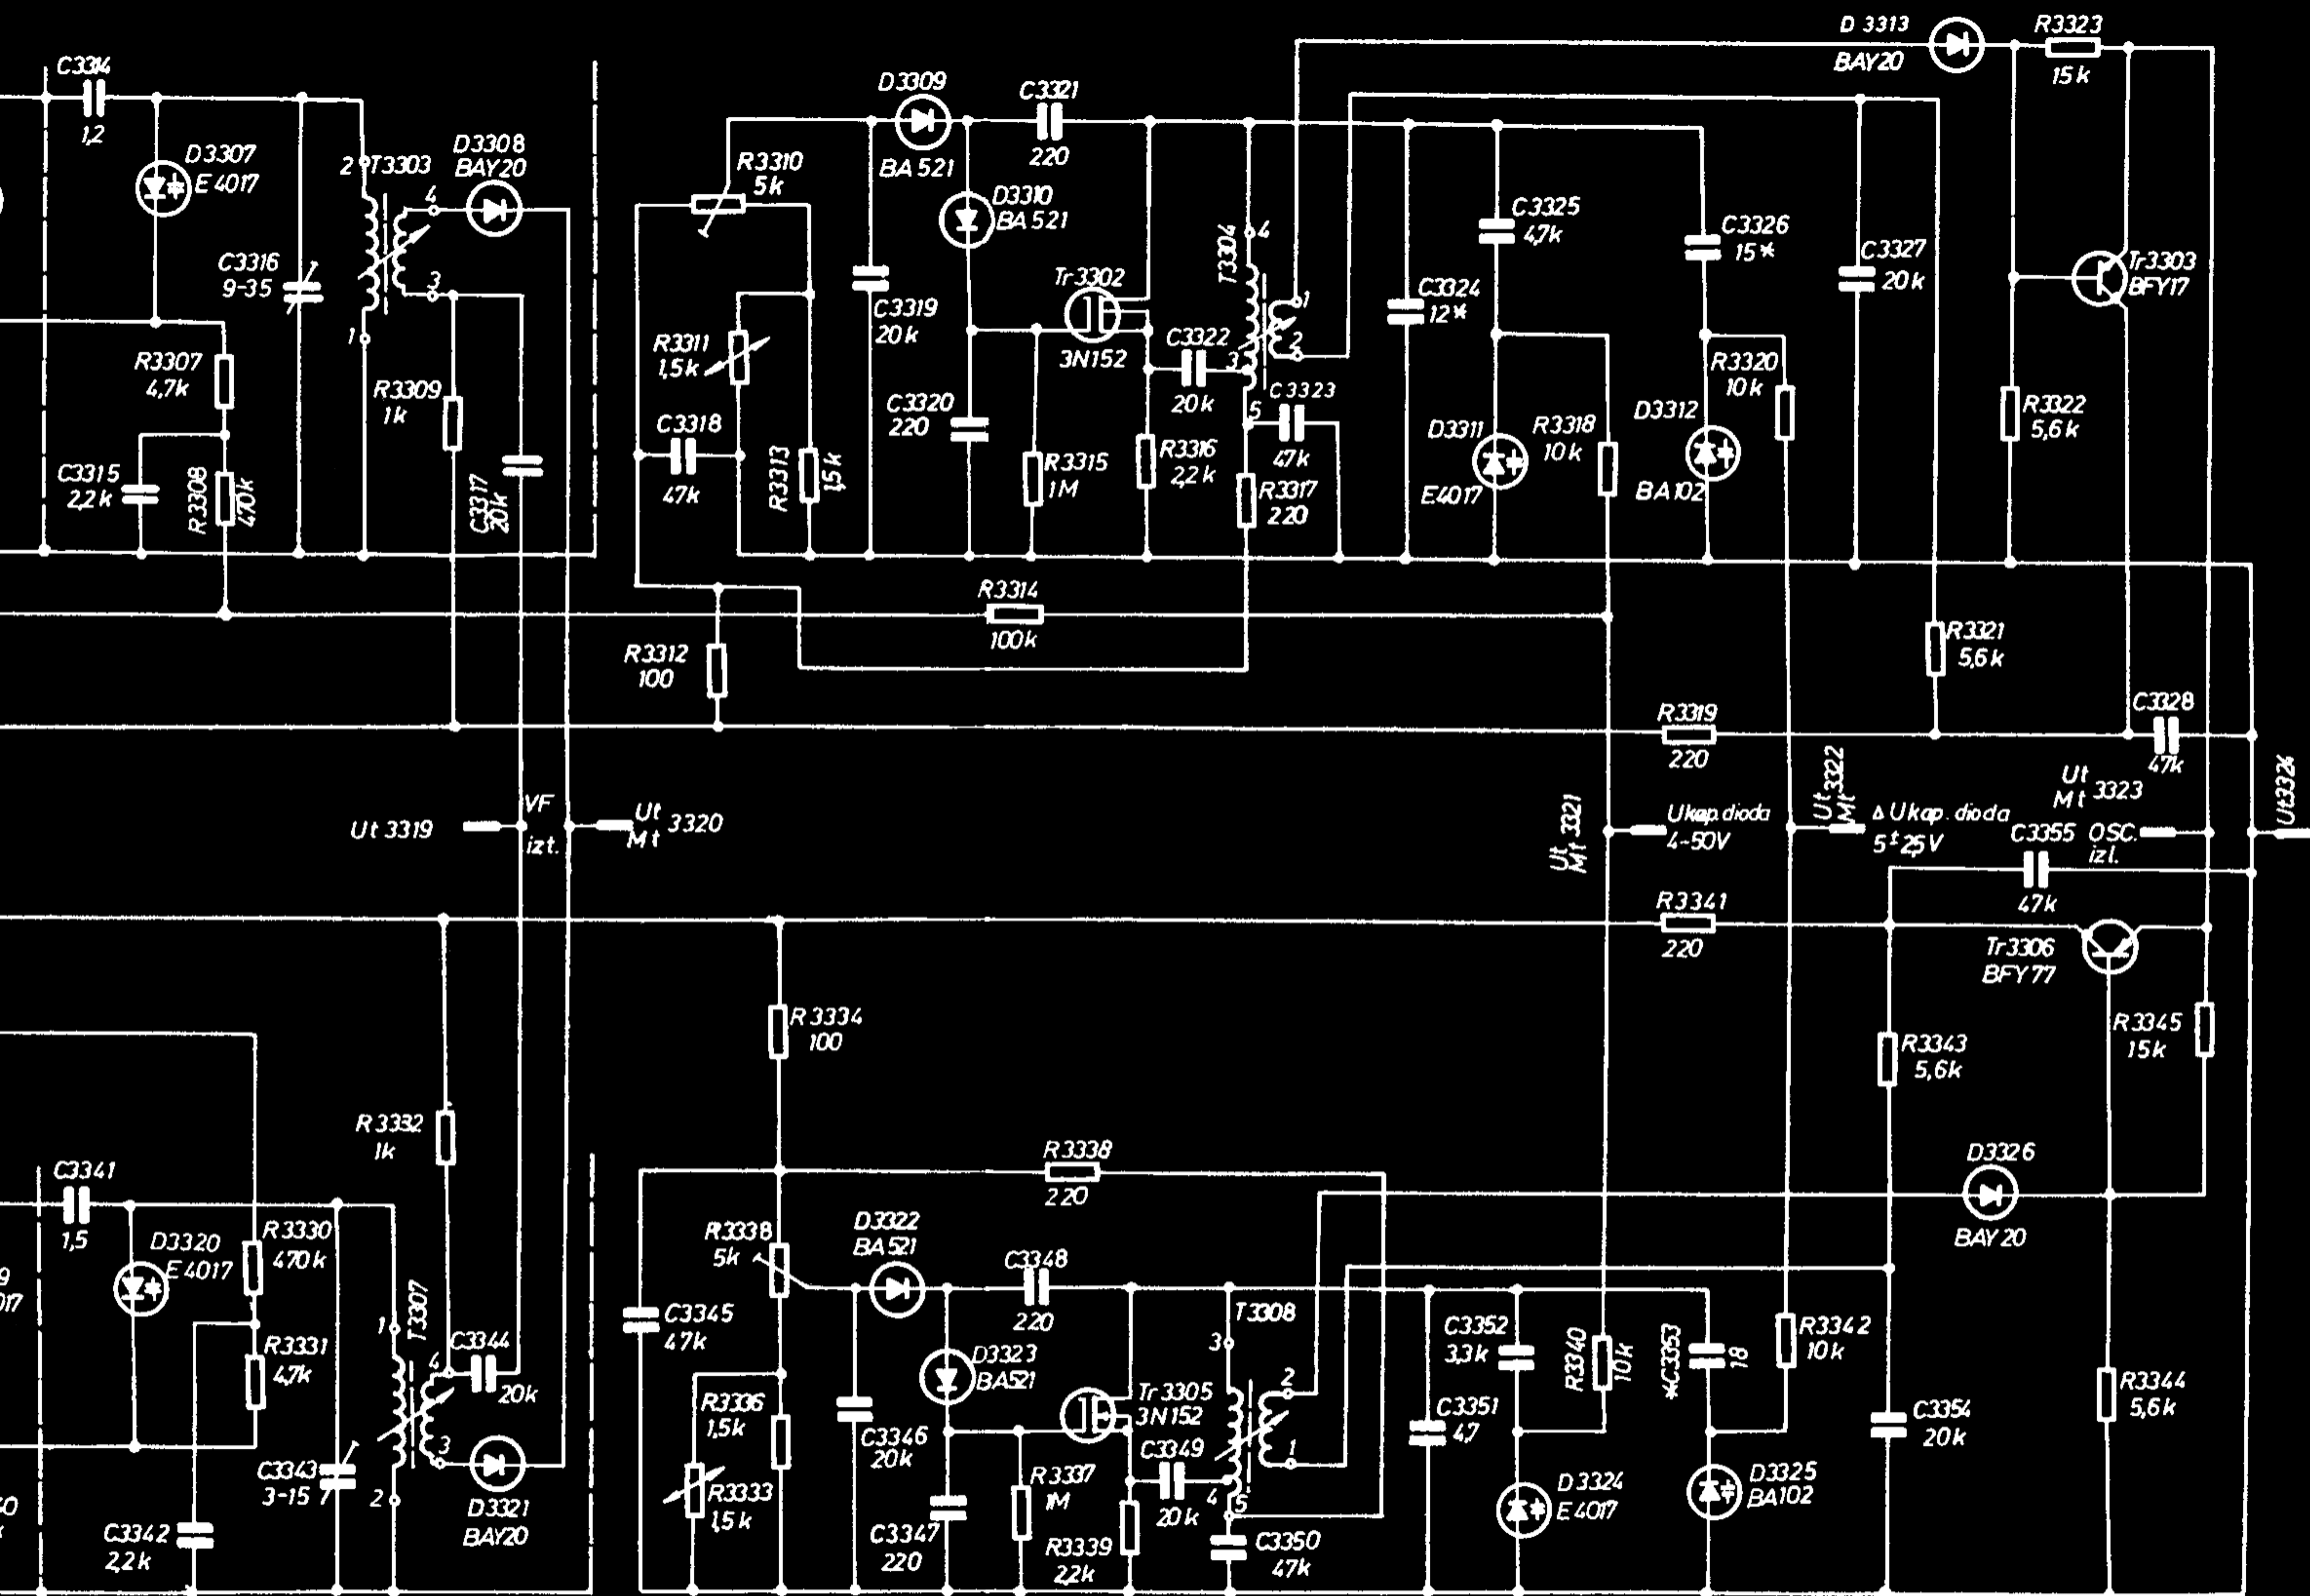 C3314
1,2
D3307
E4017
2
T3303
4
D3308
BAY20
C3316
9-35
3
1
R3307
4,7k
R3309
1k
C3315
2,2k
R3308
470k
C3317
20k
D3309
BA521
C3321
220
R3310
5k
D3310
BA521
Tr3302
3N152
R3311
1,5k
C3319
20k
C3318
47k
R3313
1,5k
C3320
220
R3315
1M
R3316
2,2k
C3322
20k
T3304
4
1
2
3
5
C3323
47k
R3317
220
C3324
12*
C3325
4,7k
C3326
15*
C3327
20k
D3311
E4017
R3318
10k
D3312
BA102
R3320
10k
D 3313
BAY20
R3323
15k
Tr3303
BFY17
R3322
5,6k
R3314
100k
R3312
100
R3321
5,6k
R3319
220
C3328
47k
Ut 3319
VF
izt.
Ut
Mt 3320
Ut
Mt 3321
Ukap.dioda
4-50V
Ut 3322
Mt
Δ Ukap.dioda
5±2,5V
Ut
Mt 3323
OSC.
izl.
Ut3324
C3355
47k
R3341
220
Tr3306
BFY77
R3334
100
R3343
5,6k
R3345
15k
R3332
1k
C3341
1,5
D3320
E4017
R3330
470k
R3331
4,7k
T3307
1
4
3
2
C3344
20k
C3343
3-15
D3321
BAY20
C3342
2,2k
R3338
220
D3326
BAY20
R3338
5k
D3322
BA521
C3348
220
C3345
47k
D3323
BA521
R3336
1,5k
R3333
1,5k
C3346
20k
C3347
220
Tr3305
3N152
R3337
1M
C3349
20k
R3339
2,2k
T3308
3
2
1
4
5
C3350
47k
C3351
4,7
C3352
3,3k
R3340
10k
*C3353
18
R3342
10k
D3324
E4017
D3325
BA102
C3354
20k
R3344
5,6k
9
017
40
k